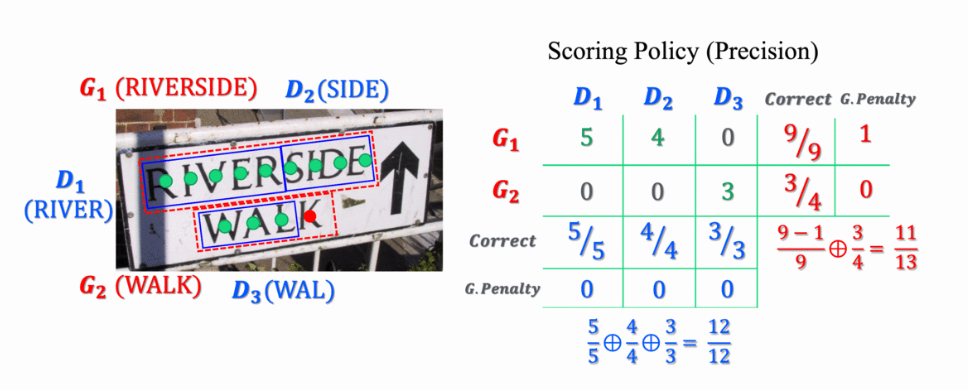 Scoring Policy (Precision)
G₁ (RIVERSIDE) D₂(SIDE)
RIVERSIDE
WALK
D₁
(RIVER)
G₂ (WALK) D₃(WAL)
D₁ D₂ D₃ Correct G. Penalty
G₁ 5 4 0 9/9 1
G₂ 0 0 3 3/4 0
Correct 5/5 4/4 3/3
G. Penalty 0 0 0
9 − 1/9 ⊕ 3/4 = 11/13
5/5 ⊕ 4/4 ⊕ 3/3 = 12/12